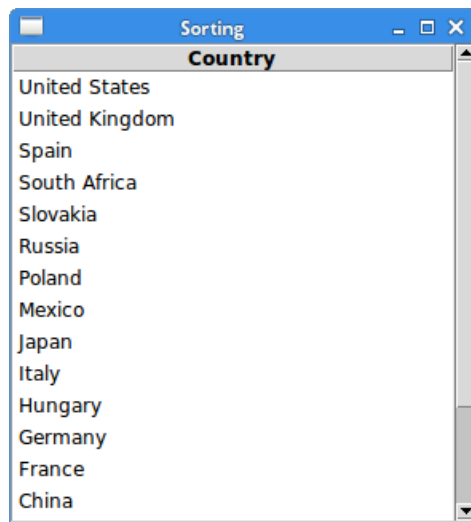 Sorting
Country
United States
United Kingdom
Spain
South Africa
Slovakia
Russia
Poland
Mexico
Japan
Italy
Hungary
Germany
France
China